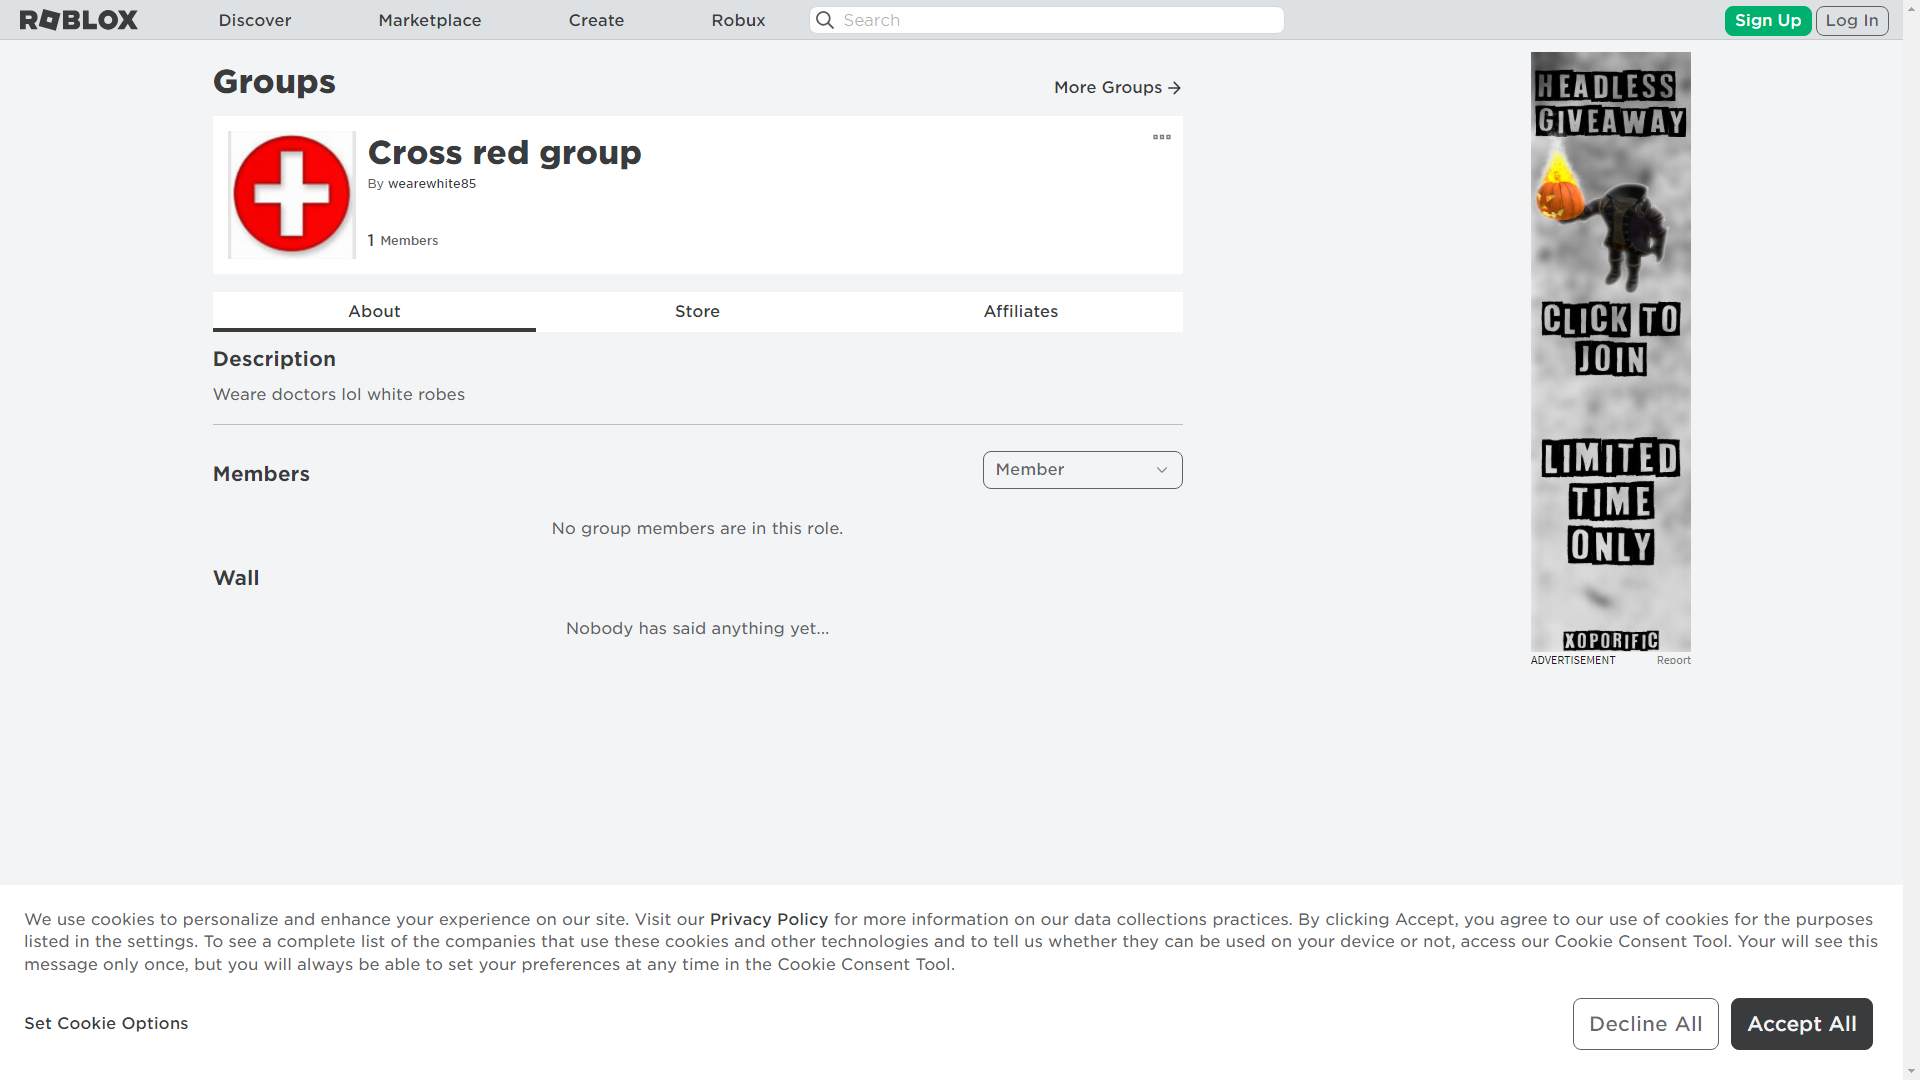 ROBLOX
Discover
Marketplace
Create
Robux
Search
Sign Up
Log In
Groups
More Groups
Cross red group
By wearewhite85
1 Members
About
Store
Affiliates
Description
Weare doctors lol white robes
Members
Member
No group members are in this role.
Wall
Nobody has said anything yet...
HEADLESS
GIVEAWAY
CLICK TO
JOIN
LIMITED
TIME
ONLY
XOPORIFIC
ADVERTISEMENT
Report
We use cookies to personalize and enhance your experience on our site. Visit our Privacy Policy for more information on our data collections practices. By clicking Accept, you agree to our use of cookies for the purposes
listed in the settings. To see a complete list of the companies that use these cookies and other technologies and to tell us whether they can be used on your device or not, access our Cookie Consent Tool. Your will see this
message only once, but you will always be able to set your preferences at any time in the Cookie Consent Tool.
Set Cookie Options
Decline All
Accept All